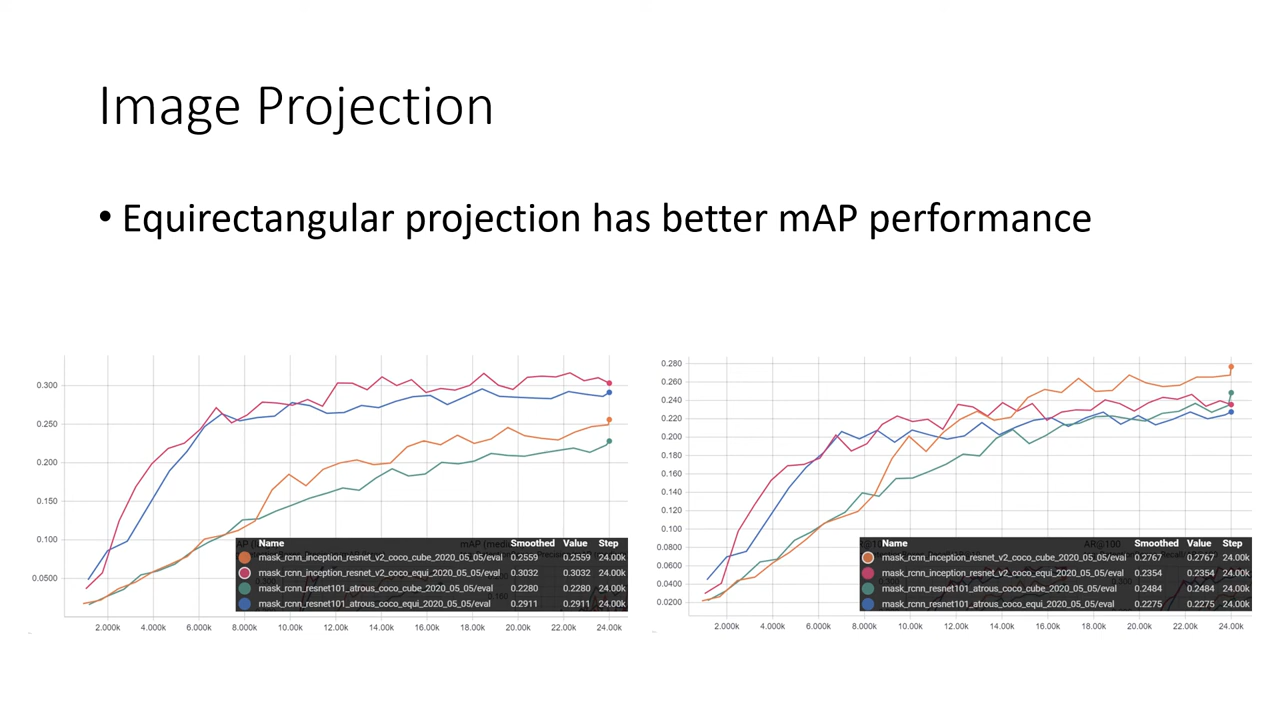 Image Projection
• Equirectangular projection has better mAP performance
0.300
0.250
0.200
0.150
0.100
0.0500
Name Smoothed Value Step
mask_rcnn_inception_resnet_v2_coco_cube_2020_05_05/eval 0.2559 0.2559 24.00k
mask_rcnn_inception_resnet_v2_coco_equi_2020_05_05/eval 0.3032 0.3032 24.00k
mask_rcnn_resnet101_atrous_coco_cube_2020_05_05/eval 0.2280 0.2280 24.00k
mask_rcnn_resnet101_atrous_coco_equi_2020_05_05/eval 0.2911 0.2911 24.00k
2.000k 4.000k 6.000k 8.000k 10.00k 12.00k 14.00k 16.00k 18.00k 20.00k 22.00k 24.00k
0.280
0.260
0.240
0.220
0.200
0.180
0.160
0.140
0.120
0.100
0.0800
0.0600
0.0400
0.0200
Name Smoothed Value Step
mask_rcnn_inception_resnet_v2_coco_cube_2020_05_05/eval 0.2767 0.2767 24.00k
mask_rcnn_inception_resnet_v2_coco_equi_2020_05_05/eval 0.2354 0.2354 24.00k
mask_rcnn_resnet101_atrous_coco_cube_2020_05_05/eval 0.2484 0.2484 24.00k
mask_rcnn_resnet101_atrous_coco_equi_2020_05_05/eval 0.2275 0.2275 24.00k
2.000k 4.000k 6.000k 8.000k 10.00k 12.00k 14.00k 16.00k 18.00k 20.00k 22.00k 24.00k